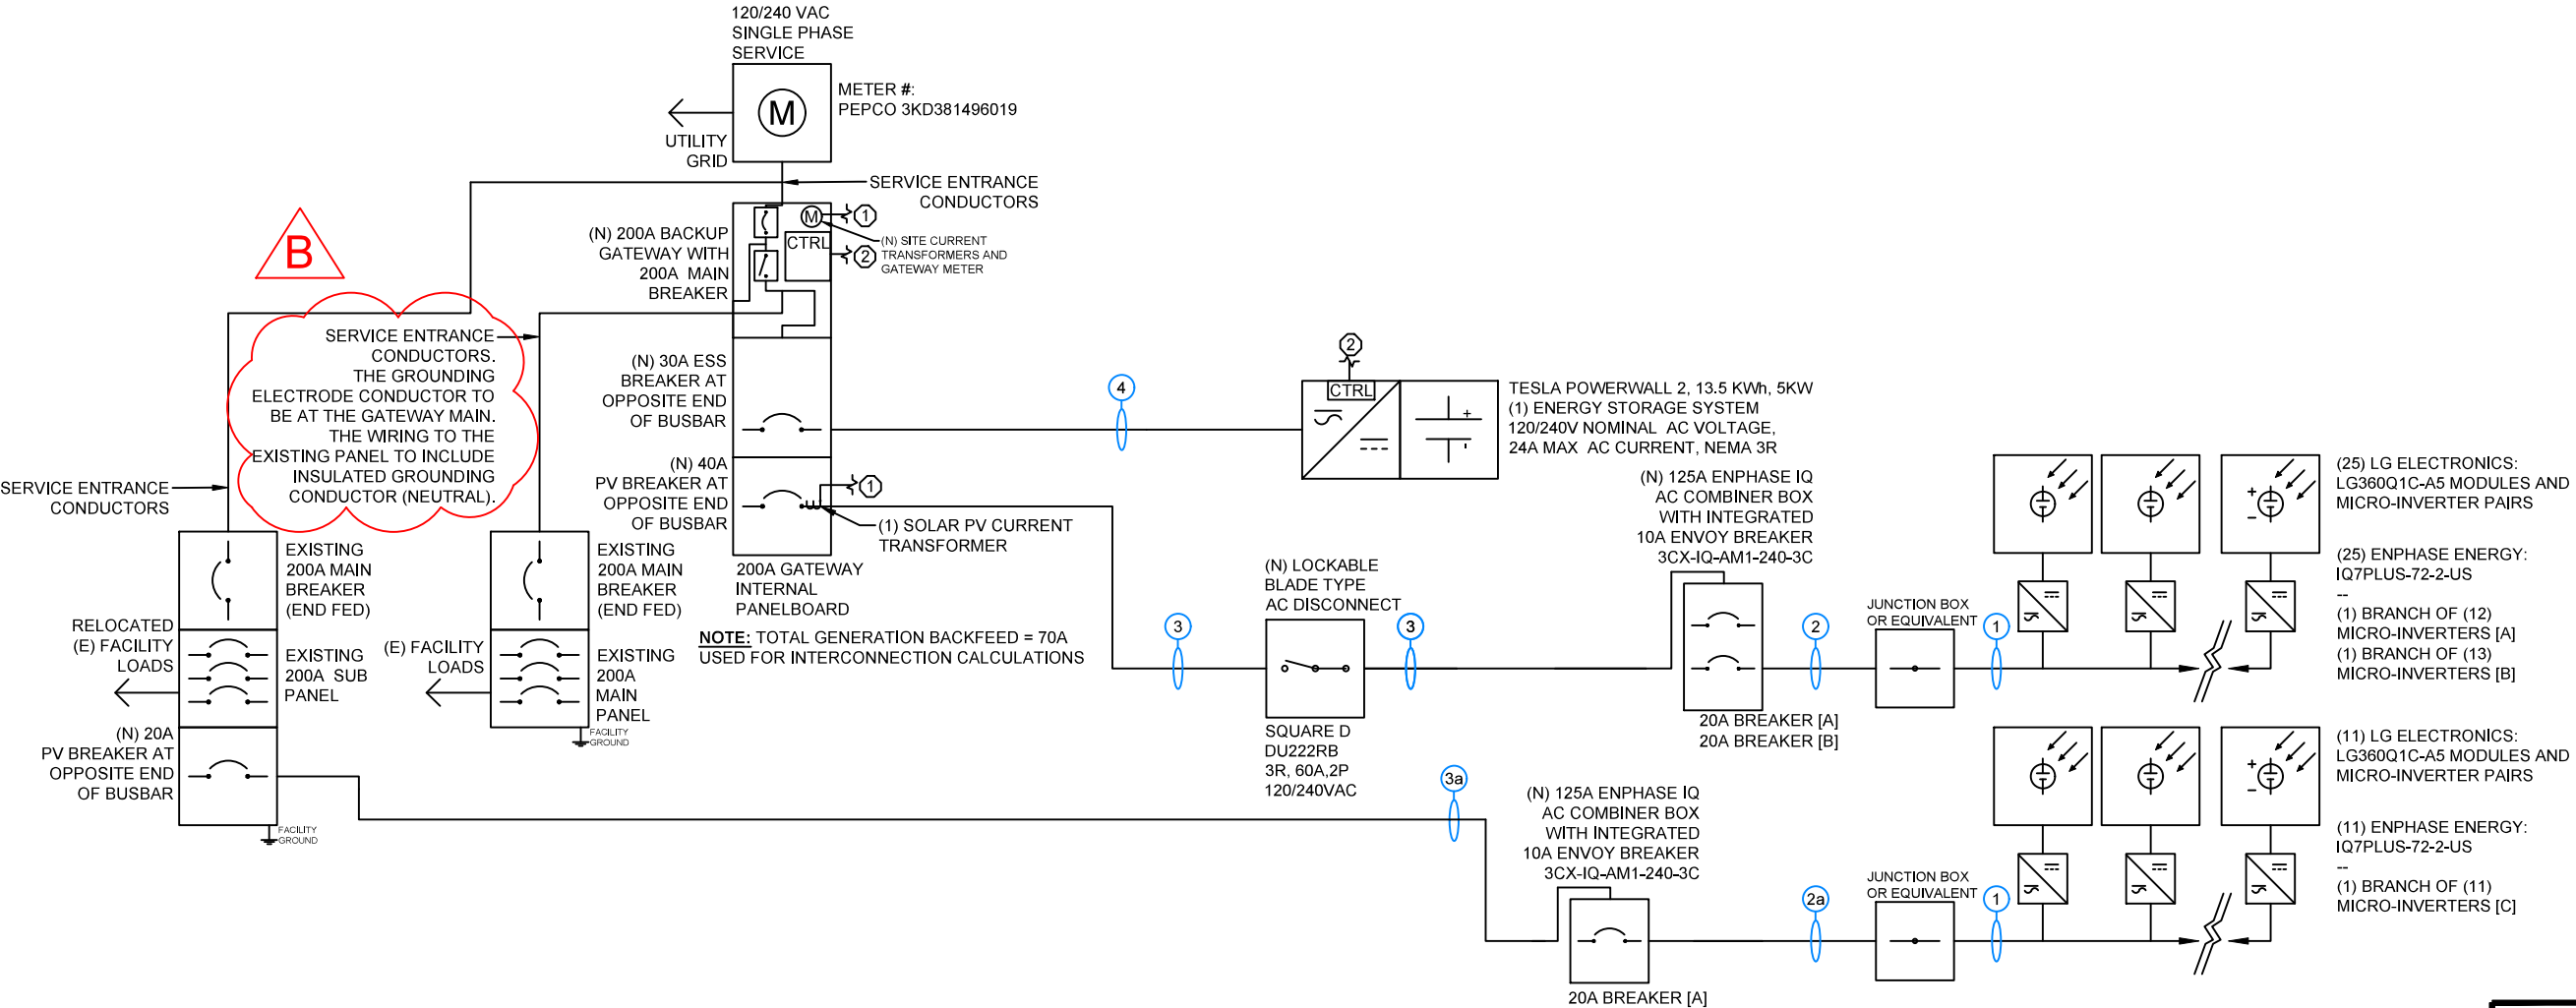 120/240 VAC
SINGLE PHASE
SERVICE
M
METER #:
PEPCO 3KD381496019
UTILITY
GRID
SERVICE ENTRANCE
CONDUCTORS
B
(N) 200A BACKUP
GATEWAY WITH
200A MAIN
BREAKER
M
1
CTRL
2
(N) SITE CURRENT
TRANSFORMERS AND
GATEWAY METER
SERVICE ENTRANCE
CONDUCTORS.
THE GROUNDING
ELECTRODE CONDUCTOR TO
BE AT THE GATEWAY MAIN.
THE WIRING TO THE
EXISTING PANEL TO INCLUDE
INSULATED GROUNDING
CONDUCTOR (NEUTRAL).
SERVICE ENTRANCE
CONDUCTORS
(N) 30A ESS
BREAKER AT
OPPOSITE END
OF BUSBAR
4
2
CTRL
+
-
TESLA POWERWALL 2, 13.5 KWh, 5KW
(1) ENERGY STORAGE SYSTEM
120/240V NOMINAL AC VOLTAGE,
24A MAX AC CURRENT, NEMA 3R
(N) 40A
PV BREAKER AT
OPPOSITE END
OF BUSBAR
1
(1) SOLAR PV CURRENT
TRANSFORMER
200A GATEWAY
INTERNAL
PANELBOARD
NOTE: TOTAL GENERATION BACKFEED = 70A
USED FOR INTERCONNECTION CALCULATIONS
EXISTING
200A MAIN
BREAKER
(END FED)
RELOCATED
(E) FACILITY
LOADS
EXISTING
200A SUB
PANEL
(N) 20A
PV BREAKER AT
OPPOSITE END
OF BUSBAR
FACILITY
GROUND
EXISTING
200A MAIN
BREAKER
(END FED)
(E) FACILITY
LOADS
EXISTING
200A
MAIN
PANEL
FACILITY
GROUND
3
(N) LOCKABLE
BLADE TYPE
AC DISCONNECT
SQUARE D
DU222RB
3R, 60A,2P
120/240VAC
3
(N) 125A ENPHASE IQ
AC COMBINER BOX
WITH INTEGRATED
10A ENVOY BREAKER
3CX-IQ-AM1-240-3C
20A BREAKER [A]
20A BREAKER [B]
2
JUNCTION BOX
OR EQUIVALENT
1
+
-
(25) LG ELECTRONICS:
LG360Q1C-A5 MODULES AND
MICRO-INVERTER PAIRS
(25) ENPHASE ENERGY:
IQ7PLUS-72-2-US
--
(1) BRANCH OF (12)
MICRO-INVERTERS [A]
(1) BRANCH OF (13)
MICRO-INVERTERS [B]
3a
(N) 125A ENPHASE IQ
AC COMBINER BOX
WITH INTEGRATED
10A ENVOY BREAKER
3CX-IQ-AM1-240-3C
20A BREAKER [A]
2a
JUNCTION BOX
OR EQUIVALENT
1
+
-
(11) LG ELECTRONICS:
LG360Q1C-A5 MODULES AND
MICRO-INVERTER PAIRS
(11) ENPHASE ENERGY:
IQ7PLUS-72-2-US
--
(1) BRANCH OF (11)
MICRO-INVERTERS [C]